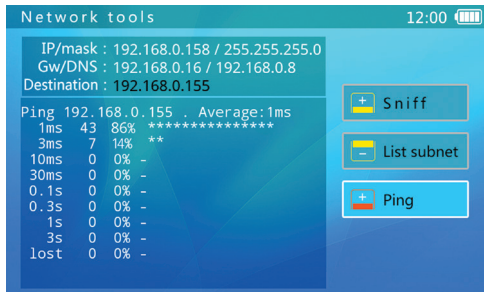 Network tools 12:00
IP/mask : 192.168.0.158 / 255.255.255.0
Gw/DNS : 192.168.0.16 / 192.168.0.8
Destination : 192.168.0.155
Ping 192.168.0.155 . Average:1ms
1ms 43 86% ***************
3ms 7 14% **
10ms 0 0% -
30ms 0 0% -
0.1s 0 0% -
0.3s 0 0% -
1s 0 0% -
3s 0 0% -
lost 0 0% -
+ Sniff
- List subnet
+ Ping